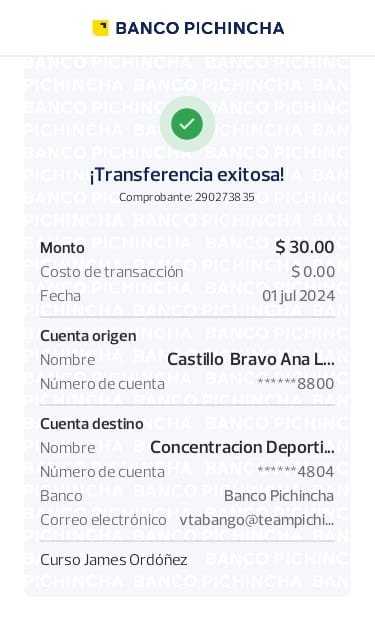 BANCO PICHINCHA
¡Transferencia exitosa!
Comprobante: 290273835
Monto $ 30.00
Costo de transacción $ 0.00
Fecha 01 jul 2024
Cuenta origen
Nombre Castillo Bravo Ana L...
Número de cuenta ******8800
Cuenta destino
Nombre Concentracion Deporti...
Número de cuenta ******4804
Banco Banco Pichincha
Correo electrónico vtabango@teampichi...
Curso James Ordóñez